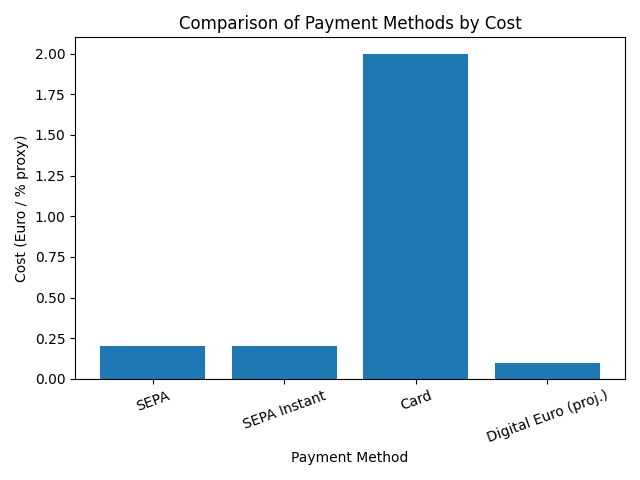 Comparison of Payment Methods by Cost
Cost (Euro / % proxy)
2.00
1.75
1.50
1.25
1.00
0.75
0.50
0.25
0.00
SEPA
SEPA Instant
Card
Digital Euro (proj.)
Payment Method